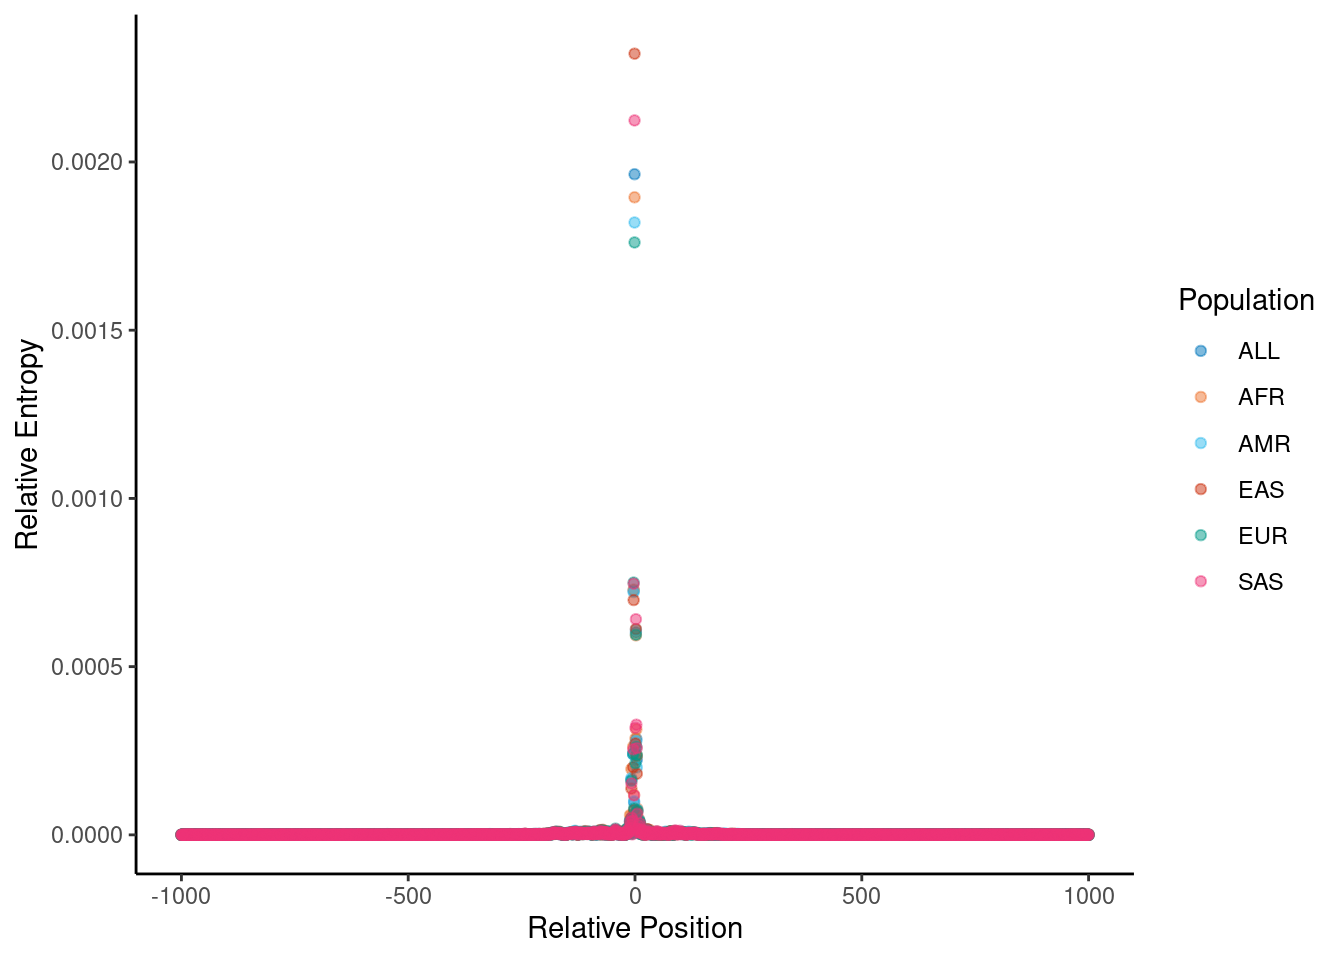 Relative Entropy
0.0020
0.0015
0.0010
0.0005
0.0000
-1000
-500
0
500
1000
Relative Position
Population
ALL
AFR
AMR
EAS
EUR
SAS